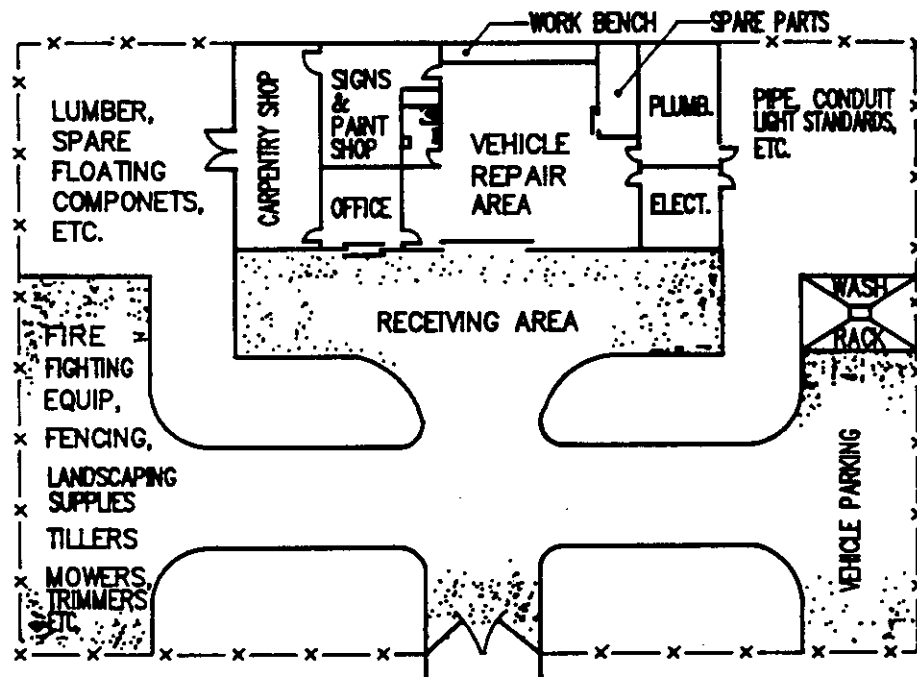 WORK BENCH
SPARE PARTS
LUMBER,
SPARE
FLOATING
COMPONETS,
ETC.
CARPENTRY SHOP
SIGNS
&
PAINT
SHOP
OFFICE
VEHICLE
REPAIR
AREA
PLUMB.
ELECT.
PIPE, CONDUIT
LIGHT STANDARDS,
ETC.
RECEIVING AREA
WASH
RACK
FIRE
FIGHTING
EQUIP,
FENCING,
LANDSCAPING
SUPPLIES
TILLERS
MOWERS,
TRIMMERS
ETC.
VEHICLE PARKING